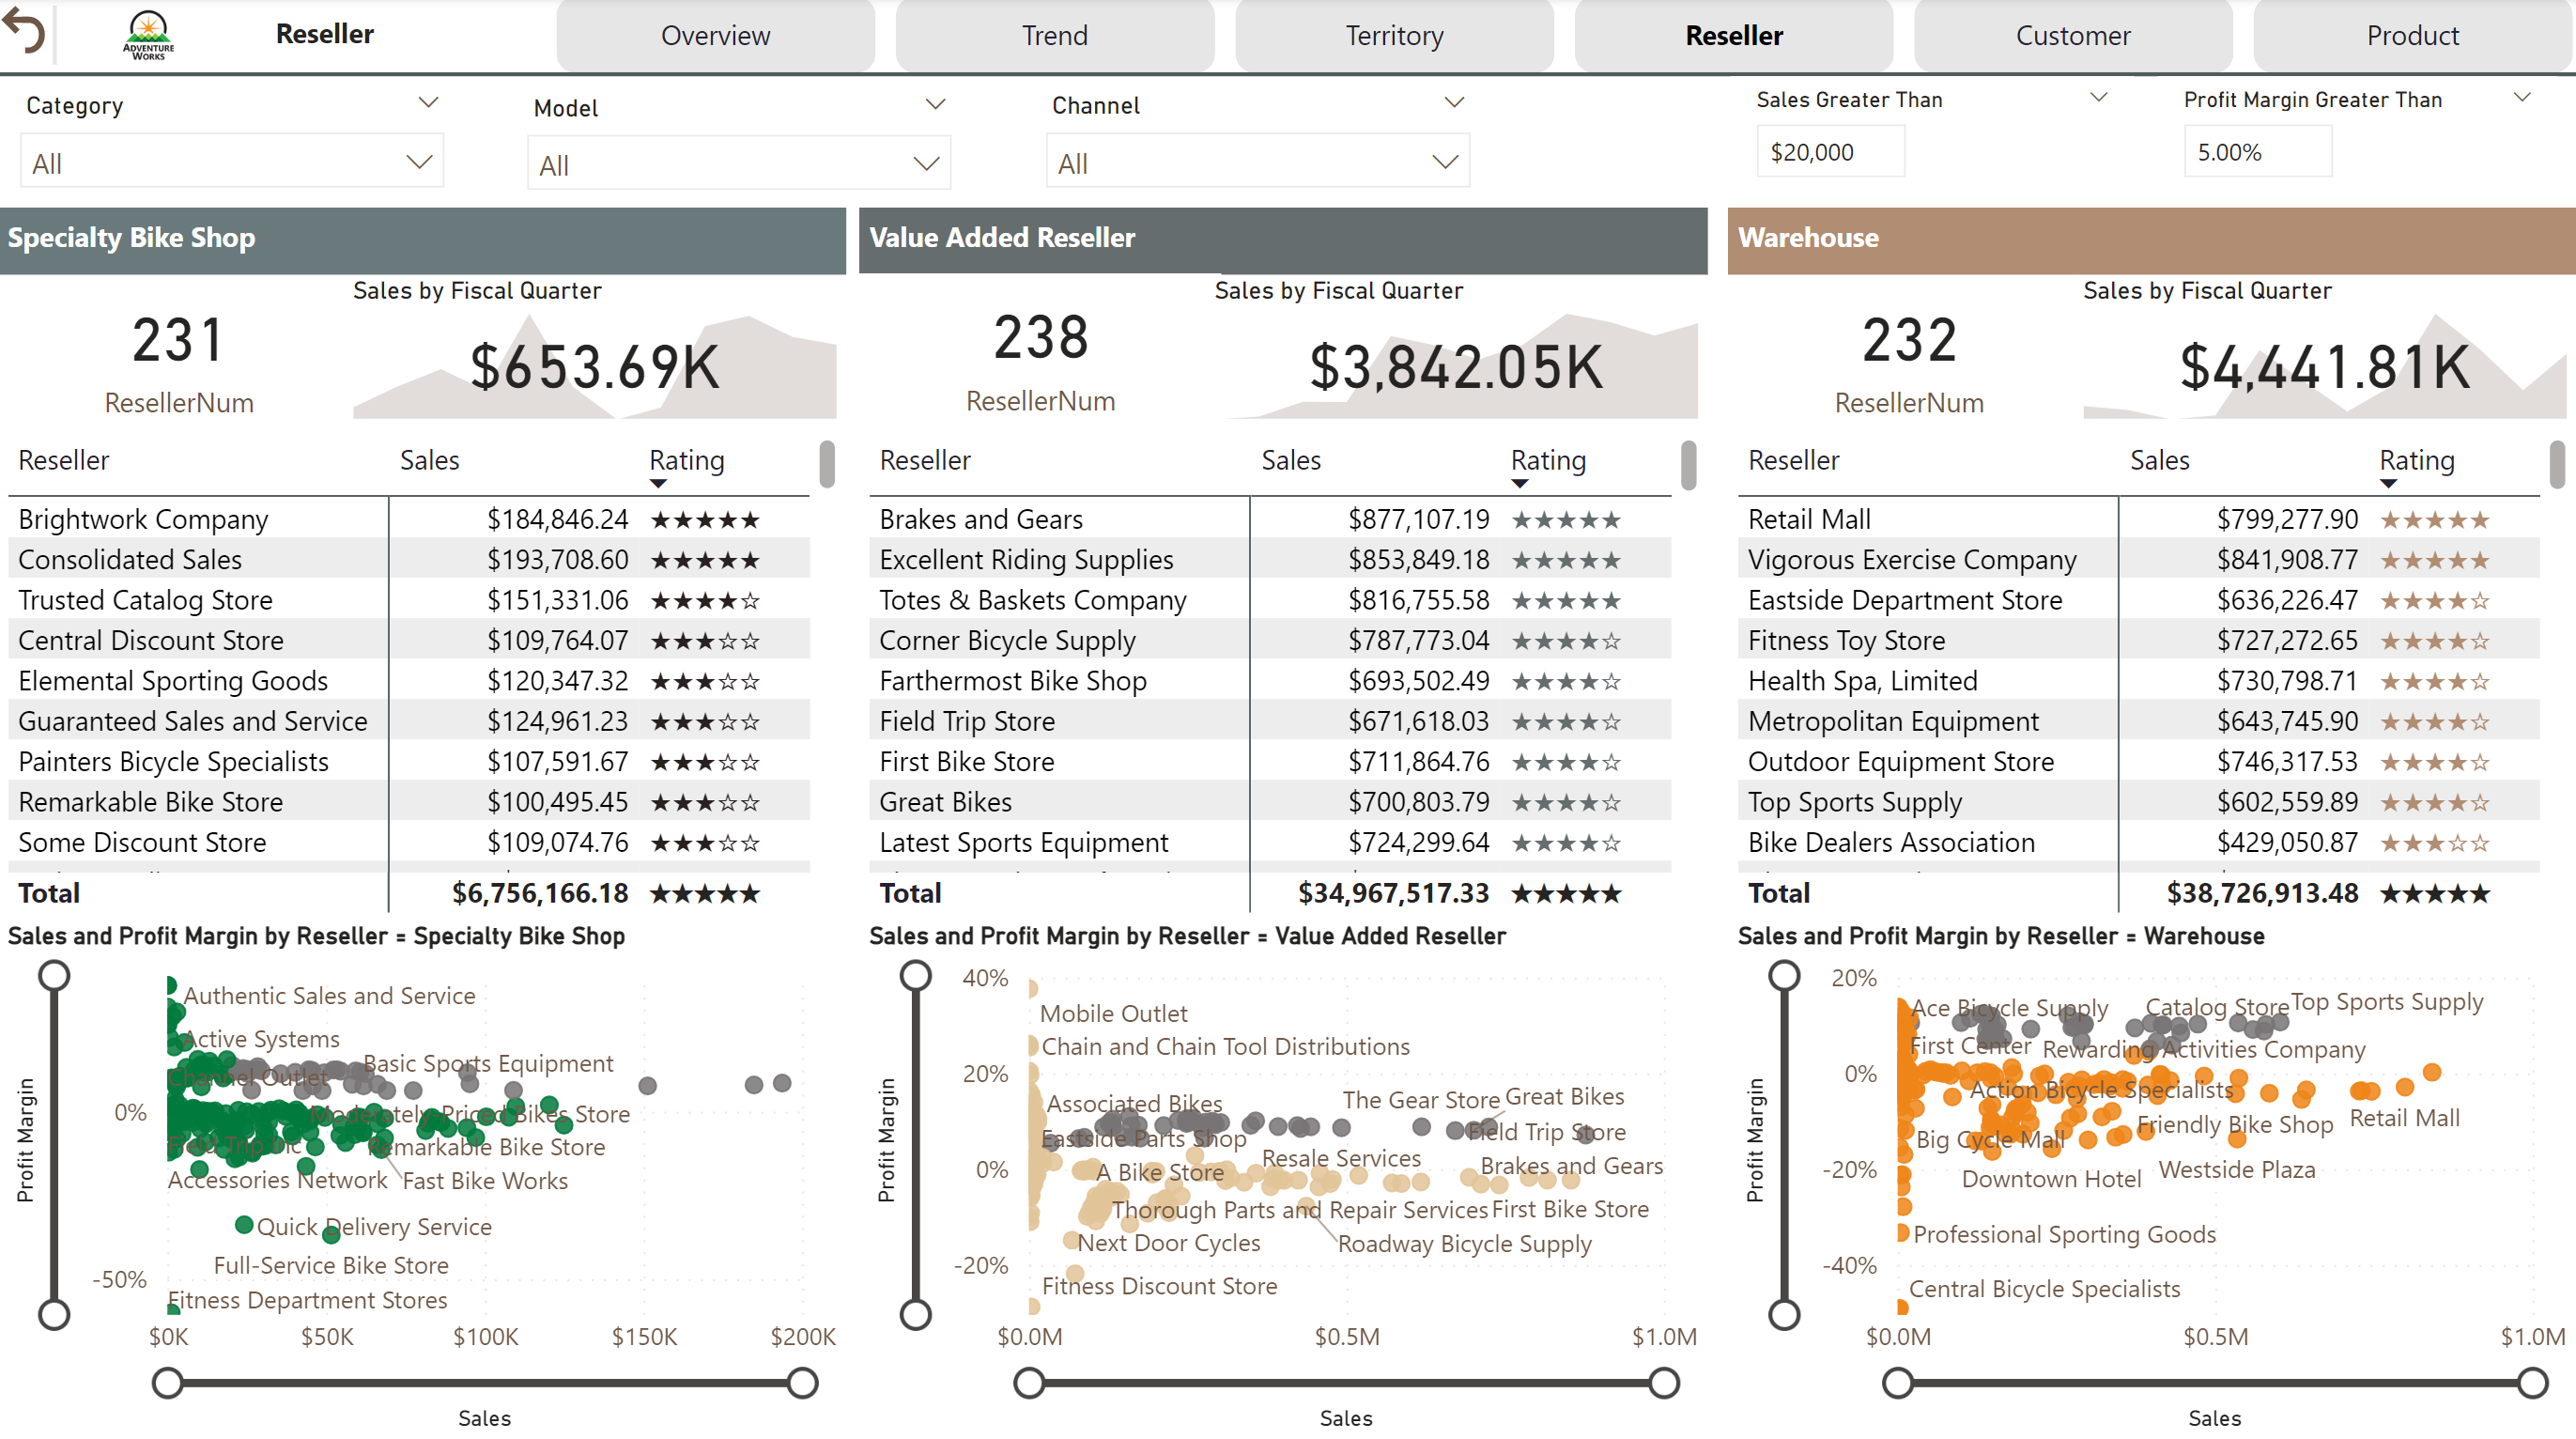 ADVENTURE
WORKS
Reseller
Overview
Trend
Territory
Reseller
Customer
Product
Category
All
Model
All
Channel
All
Sales Greater Than
$20,000
Profit Margin Greater Than
5.00%
Specialty Bike Shop
231
ResellerNum
Sales by Fiscal Quarter
$653.69K
Reseller Sales Rating
Brightwork Company $184,846.24 ★★★★★
Consolidated Sales $193,708.60 ★★★★★
Trusted Catalog Store $151,331.06 ★★★★☆
Central Discount Store $109,764.07 ★★★☆☆
Elemental Sporting Goods $120,347.32 ★★★☆☆
Guaranteed Sales and Service $124,961.23 ★★★☆☆
Painters Bicycle Specialists $107,591.67 ★★★☆☆
Remarkable Bike Store $100,495.45 ★★★☆☆
Some Discount Store $109,074.76 ★★★☆☆
Total $6,756,166.18 ★★★★★
Value Added Reseller
238
ResellerNum
Sales by Fiscal Quarter
$3,842.05K
Reseller Sales Rating
Brakes and Gears $877,107.19 ★★★★★
Excellent Riding Supplies $853,849.18 ★★★★★
Totes & Baskets Company $816,755.58 ★★★★★
Corner Bicycle Supply $787,773.04 ★★★★☆
Farthermost Bike Shop $693,502.49 ★★★★☆
Field Trip Store $671,618.03 ★★★★☆
First Bike Store $711,864.76 ★★★★☆
Great Bikes $700,803.79 ★★★★☆
Latest Sports Equipment $724,299.64 ★★★★☆
Total $34,967,517.33 ★★★★★
Warehouse
232
ResellerNum
Sales by Fiscal Quarter
$4,441.81K
Reseller Sales Rating
Retail Mall $799,277.90 ★★★★★
Vigorous Exercise Company $841,908.77 ★★★★★
Eastside Department Store $636,226.47 ★★★★☆
Fitness Toy Store $727,272.65 ★★★★☆
Health Spa, Limited $730,798.71 ★★★★☆
Metropolitan Equipment $643,745.90 ★★★★☆
Outdoor Equipment Store $746,317.53 ★★★★☆
Top Sports Supply $602,559.89 ★★★★☆
Bike Dealers Association $429,050.87 ★★★☆☆
Total $38,726,913.48 ★★★★★
Sales and Profit Margin by Reseller = Specialty Bike Shop
Profit Margin
0%
-50%
Authentic Sales and Service
Active Systems
Basic Sports Equipment
Channel Outlet
Moderately-Priced Bikes Store
Field Trip Inc
Remarkable Bike Store
Accessories Network
Fast Bike Works
Quick Delivery Service
Full-Service Bike Store
Fitness Department Stores
$0K $50K $100K $150K $200K
Sales
Sales and Profit Margin by Reseller = Value Added Reseller
Profit Margin
40%
20%
0%
-20%
Mobile Outlet
Chain and Chain Tool Distributions
Associated Bikes
The Gear Store
Great Bikes
Eastside Parts Shop
Field Trip Store
Resale Services
A Bike Store
Brakes and Gears
Thorough Parts and Repair Services
First Bike Store
Next Door Cycles
Roadway Bicycle Supply
Fitness Discount Store
$0.0M $0.5M $1.0M
Sales
Sales and Profit Margin by Reseller = Warehouse
Profit Margin
20%
0%
-20%
-40%
Ace Bicycle Supply
Catalog Store
Top Sports Supply
First Center
Rewarding Activities Company
Action Bicycle Specialists
Friendly Bike Shop
Retail Mall
Big Cycle Mall
Downtown Hotel
Westside Plaza
Professional Sporting Goods
Central Bicycle Specialists
$0.0M $0.5M $1.0M
Sales